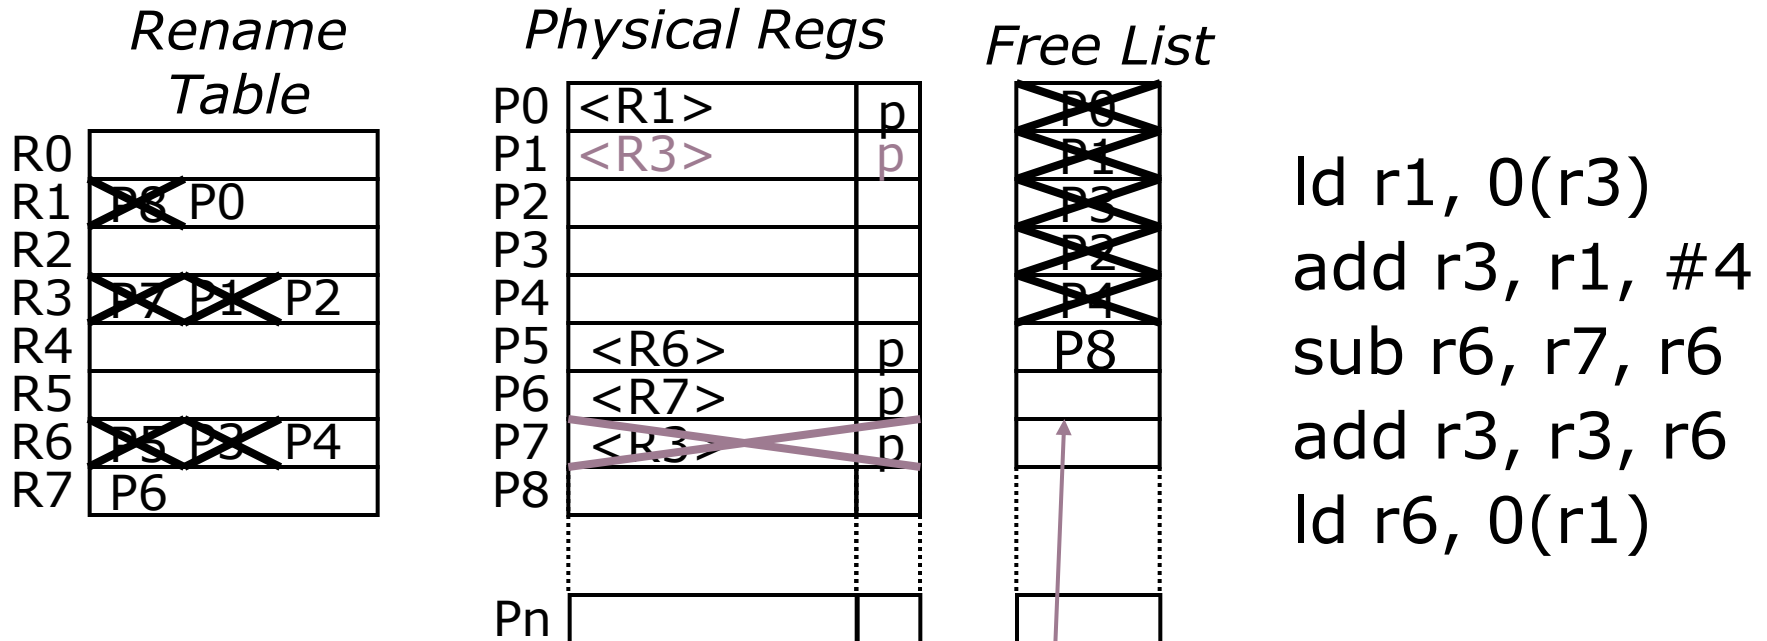 Rename
Table
R0
R1 P8 P0
R2
R3 P7 P1 P2
R4
R5
R6 P5 P3 P4
R7 P6
Physical Regs
P0 <R1> p
P1 <R3> p
P2
P3
P4
P5 <R6> p
P6 <R7> p
P7 <R3> p
P8
Pn
Free List
P0
P1
P3
P2
P4
P8
ld r1, 0(r3)
add r3, r1, #4
sub r6, r7, r6
add r3, r3, r6
ld r6, 0(r1)